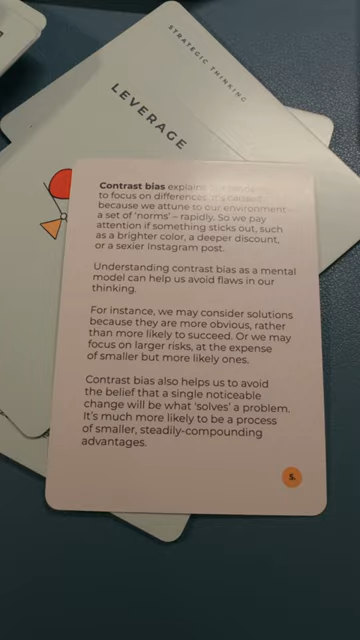 STRATEGIC THINKING
LEVERAGE
Contrast bias explains
to focus on differences. It's caused
because we attune to our environment –
a set of 'norms' – rapidly. So we pay
attention if something sticks out, such
as a brighter color, a deeper discount,
or a sexier Instagram post.
Understanding contrast bias as a mental
model can help us avoid flaws in our
thinking.
For instance, we may consider solutions
because they are more obvious, rather
than more likely to succeed. Or we may
focus on larger risks, at the expense
of smaller but more likely ones.
Contrast bias also helps us to avoid
the belief that a single noticeable
change will be what 'solves' a problem.
It's much more likely to be a process
of smaller, steadily-compounding
advantages.
5.